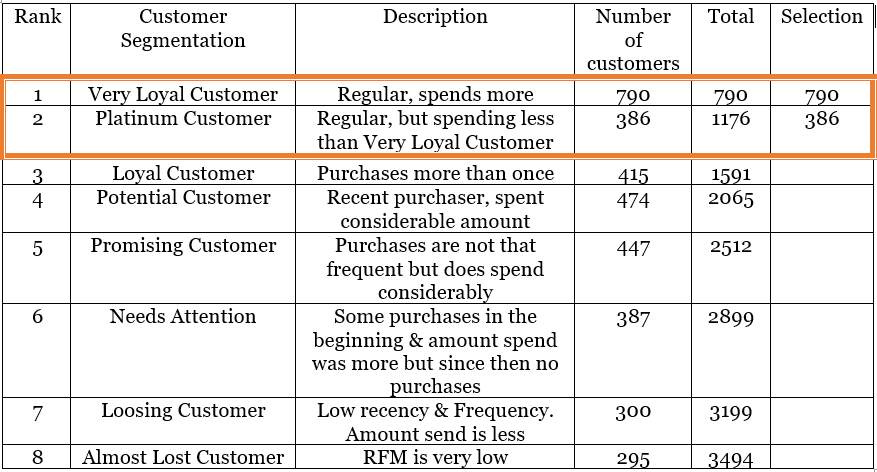 Rank Customer Segmentation Description Number of customers Total Selection
1 Very Loyal Customer Regular, spends more 790 790 790
2 Platinum Customer Regular, but spending less than Very Loyal Customer 386 1176 386
3 Loyal Customer Purchases more than once 415 1591
4 Potential Customer Recent purchaser, spent considerable amount 474 2065
5 Promising Customer Purchases are not that frequent but does spend considerably 447 2512
6 Needs Attention Some purchases in the beginning & amount spend was more but since then no purchases 387 2899
7 Loosing Customer Low recency & Frequency. Amount send is less 300 3199
8 Almost Lost Customer RFM is very low 295 3494